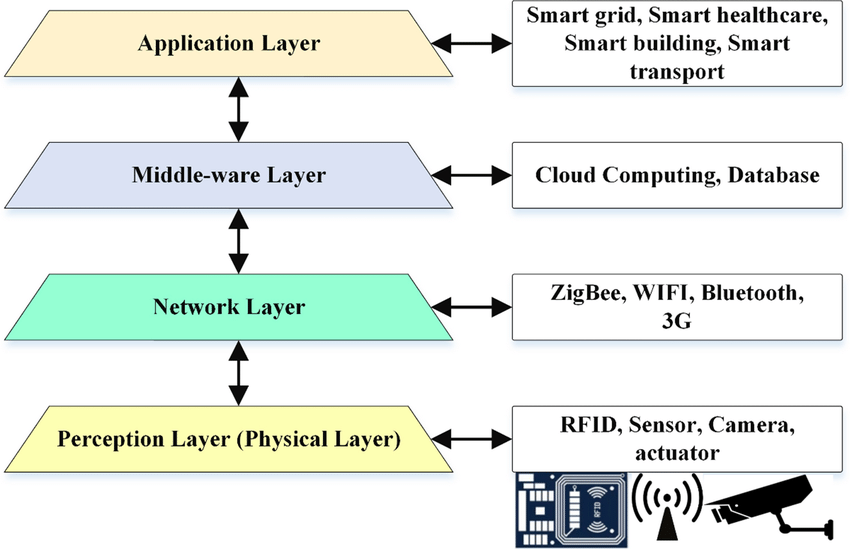 Application Layer
Smart grid, Smart healthcare,
Smart building, Smart
transport
Middle-ware Layer
Cloud Computing, Database
Network Layer
ZigBee, WIFI, Bluetooth,
3G
Perception Layer (Physical Layer)
RFID, Sensor, Camera,
actuator
RFID